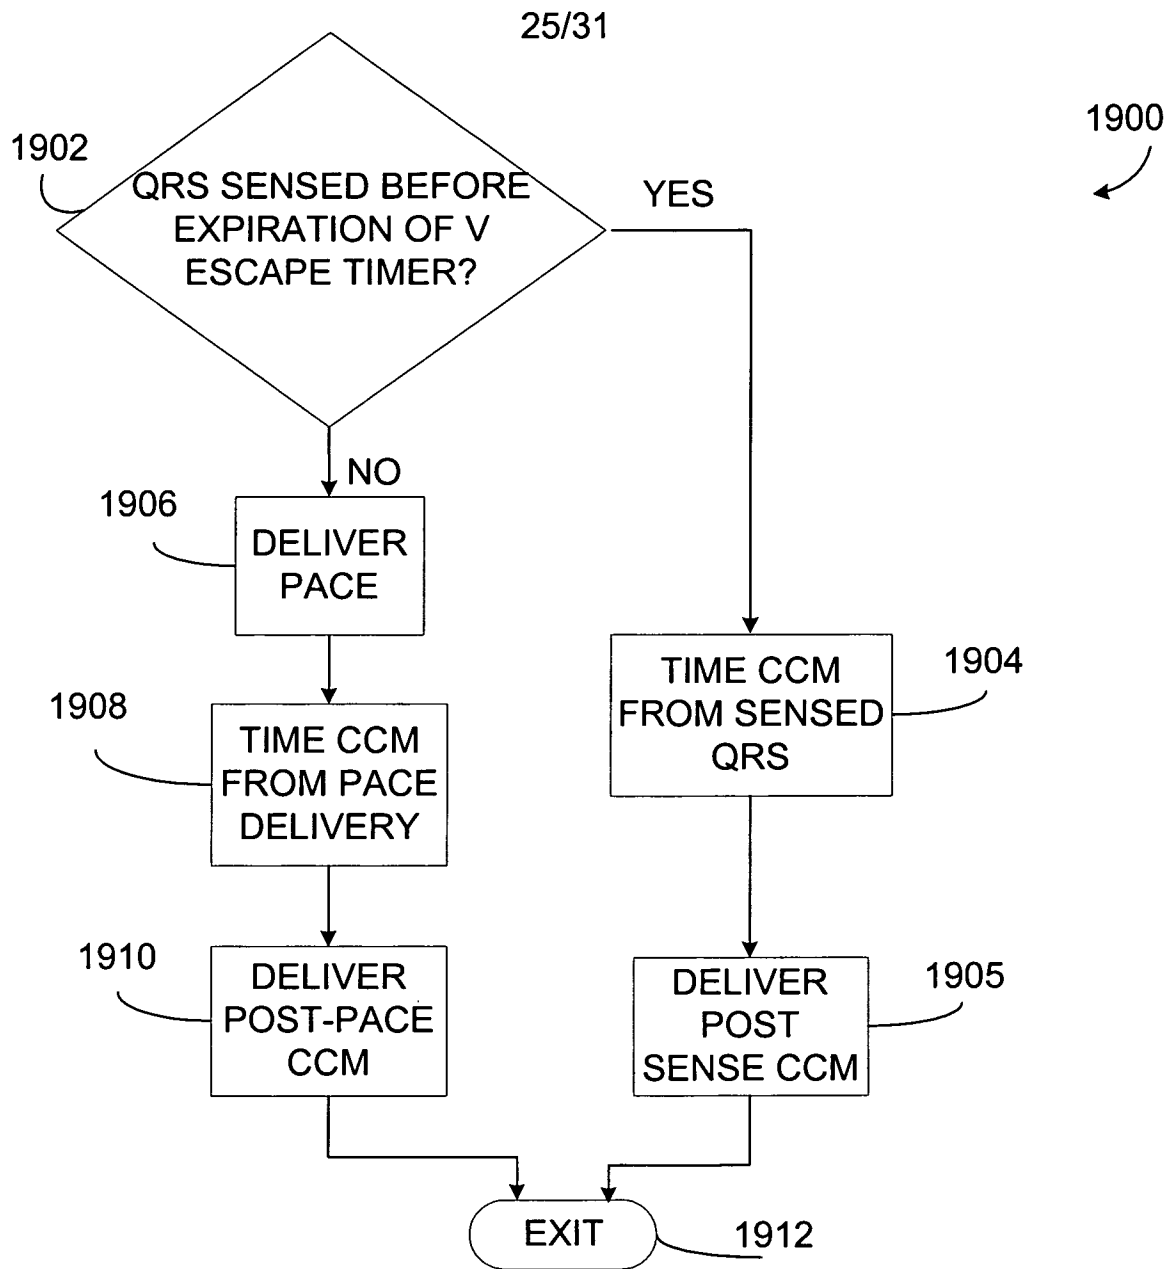 25/31
1900
1902
QRS SENSED BEFORE
EXPIRATION OF V
ESCAPE TIMER?
YES
NO
1906
DELIVER
PACE
1904
TIME CCM
FROM SENSED
QRS
1908
TIME CCM
FROM PACE
DELIVERY
1910
DELIVER
POST-PACE
CCM
1905
DELIVER
POST
SENSE CCM
EXIT
1912